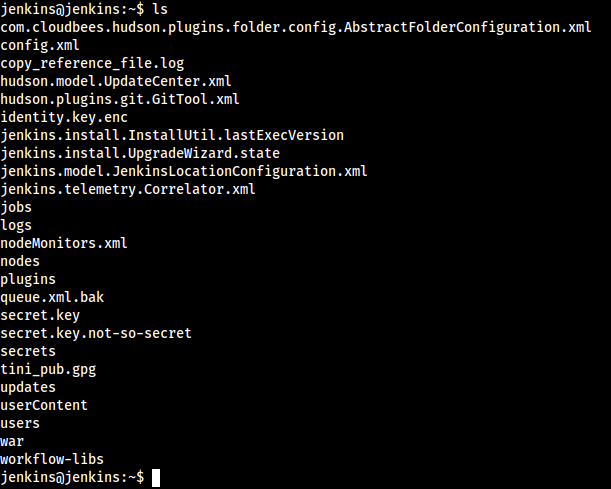 jenkins@jenkins:~$ ls
com.cloudbees.hudson.plugins.folder.config.AbstractFolderConfiguration.xml
config.xml
copy_reference_file.log
hudson.model.UpdateCenter.xml
hudson.plugins.git.GitTool.xml
identity.key.enc
jenkins.install.InstallUtil.lastExecVersion
jenkins.install.UpgradeWizard.state
jenkins.model.JenkinsLocationConfiguration.xml
jenkins.telemetry.Correlator.xml
jobs
logs
nodeMonitors.xml
nodes
plugins
queue.xml.bak
secret.key
secret.key.not-so-secret
secrets
tini_pub.gpg
updates
userContent
users
war
workflow-libs
jenkins@jenkins:~$